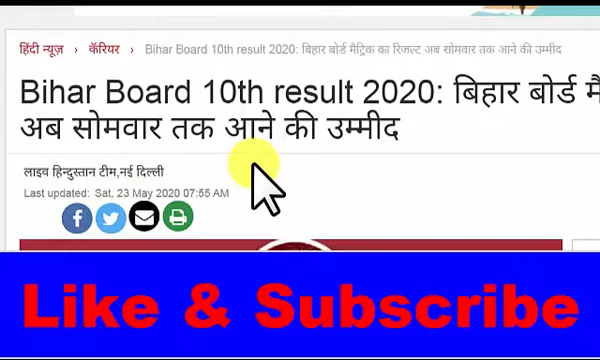 हिंदी न्यूज़ › कॅरियर › Bihar Board 10th result 2020: बिहार बोर्ड मैट्रिक का रिजल्ट अब सोमवार तक आने की उम्मीद
Bihar Board 10th result 2020: बिहार बोर्ड मै
अब सोमवार तक आने की उम्मीद
लाइव हिन्दुस्तान टीम,नई दिल्ली
Last updated: Sat, 23 May 2020 07:55 AM
Like & Subscribe